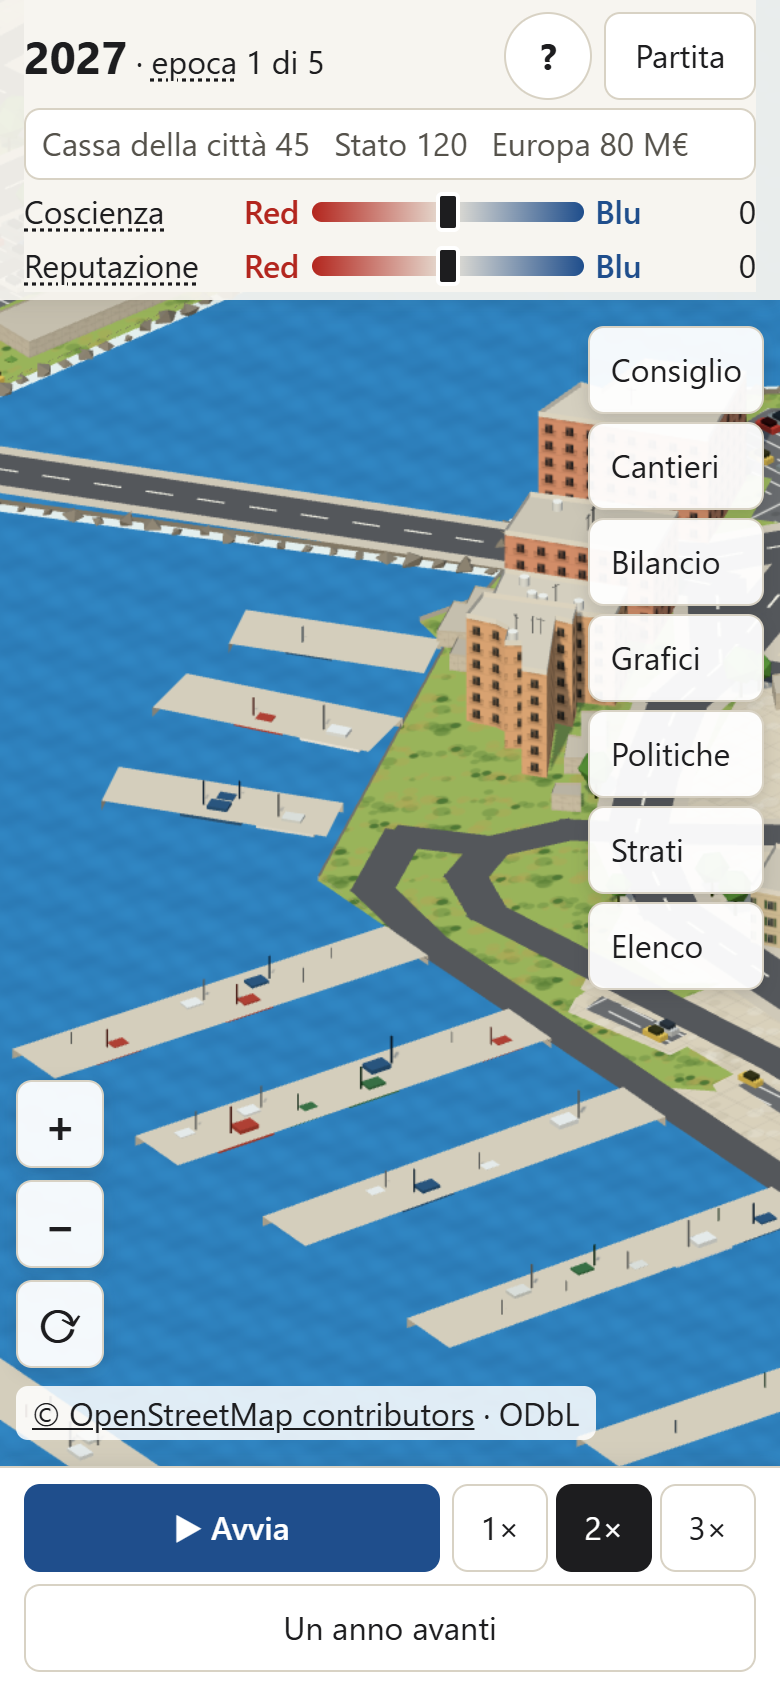 2027 · epoca 1 di 5
?
Partita
Cassa della città 45 Stato 120 Europa 80 M€
Coscienza Red Blu 0
Reputazione Red Blu 0
Consiglio
Cantieri
Bilancio
Grafici
Politiche
Strati
Elenco
+
−
© OpenStreetMap contributors · ODbL
▶ Avvia
1×
2×
3×
Un anno avanti